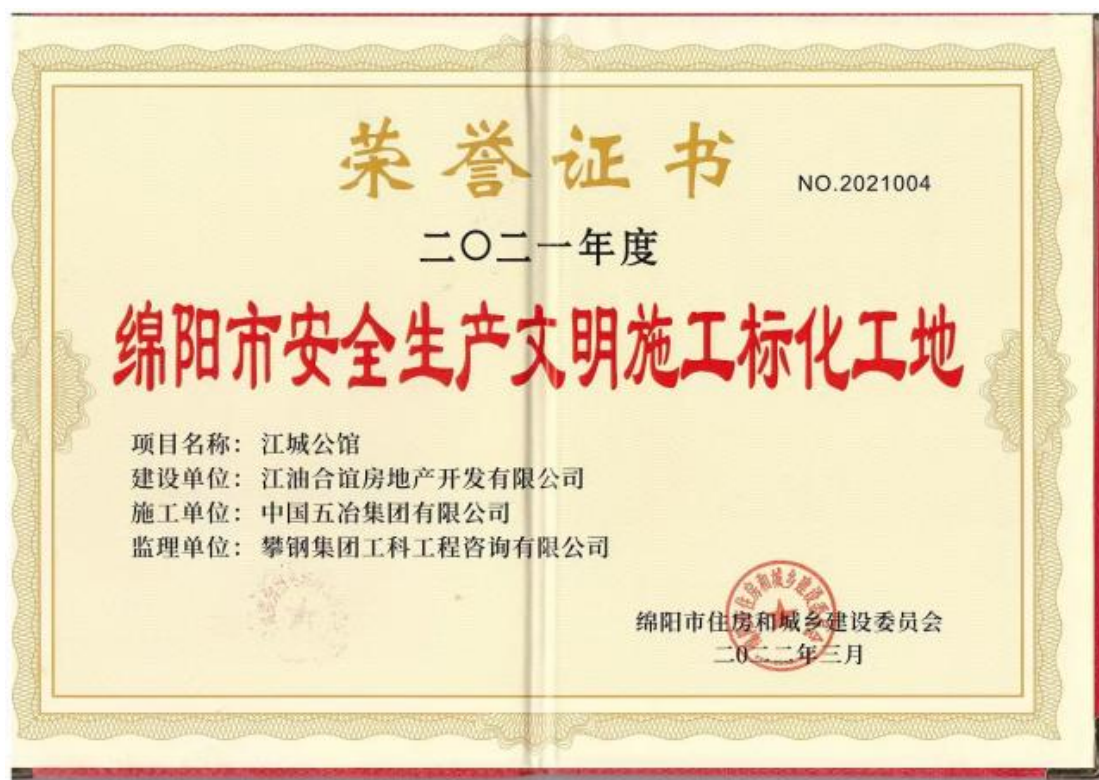 荣誉证书
NO.2021004
二〇二一年度
绵阳市安全生产文明施工标化工地
项目名称：江城公馆
建设单位：江油合谊房地产开发有限公司
施工单位：中国五冶集团有限公司
监理单位：攀钢集团工科工程咨询有限公司
绵阳市住房和城乡建设委员会
二〇二二年三月